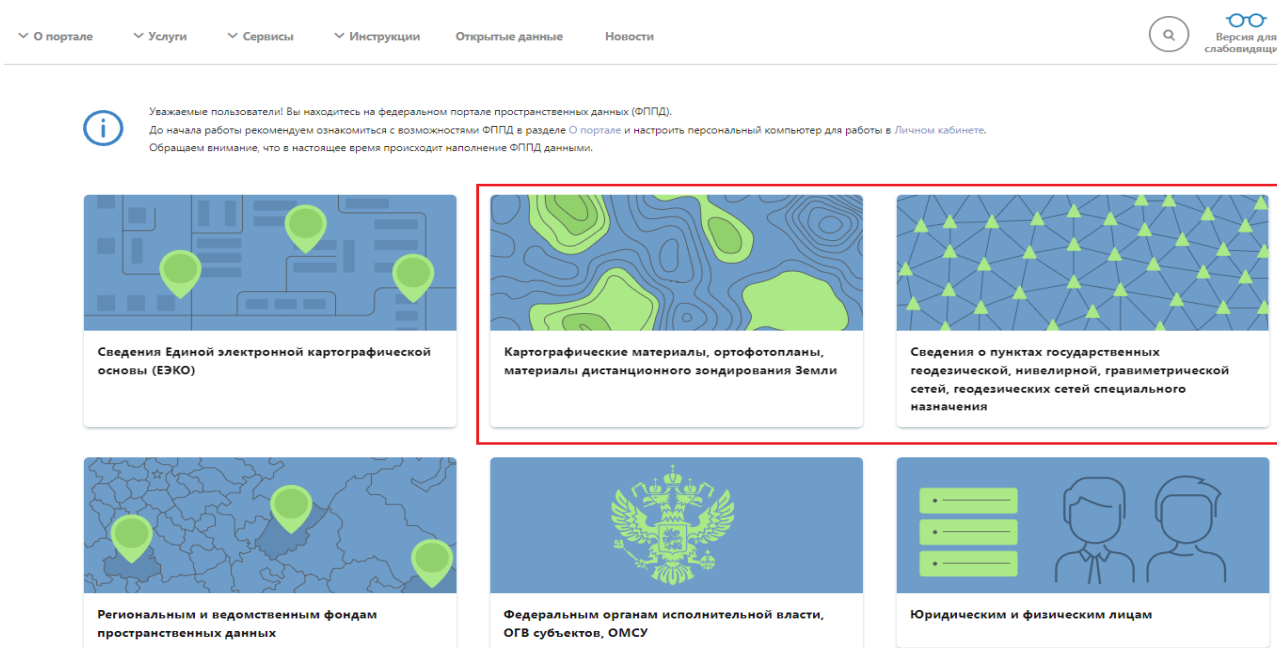 О портале
Услуги
Сервисы
Инструкции
Открытые данные
Новости
Версия для
Уважаемые пользователи! Вы находитесь на федеральном портале пространственных данных (ФППД).
До начала работы рекомендуем ознакомиться с возможностями ФППД в разделе О портале и настроить персональный компьютер для работы в Личном кабинете.
Обращаем внимание, что в настоящее время происходит наполнение ФППД данными.
Сведения Единой электронной картографической
основы (ЕЭКО)
Картографические материалы, ортофотопланы,
материалы дистанционного зондирования Земли
Сведения о пунктах государственных
геодезической, нивелирной, гравиметрической
сетей, геодезических сетей специального
назначения
Региональным и ведомственным фондам
пространственных данных
Федеральным органам исполнительной власти,
ОГВ субъектов, ОМСУ
Юридическим и физическим лицам